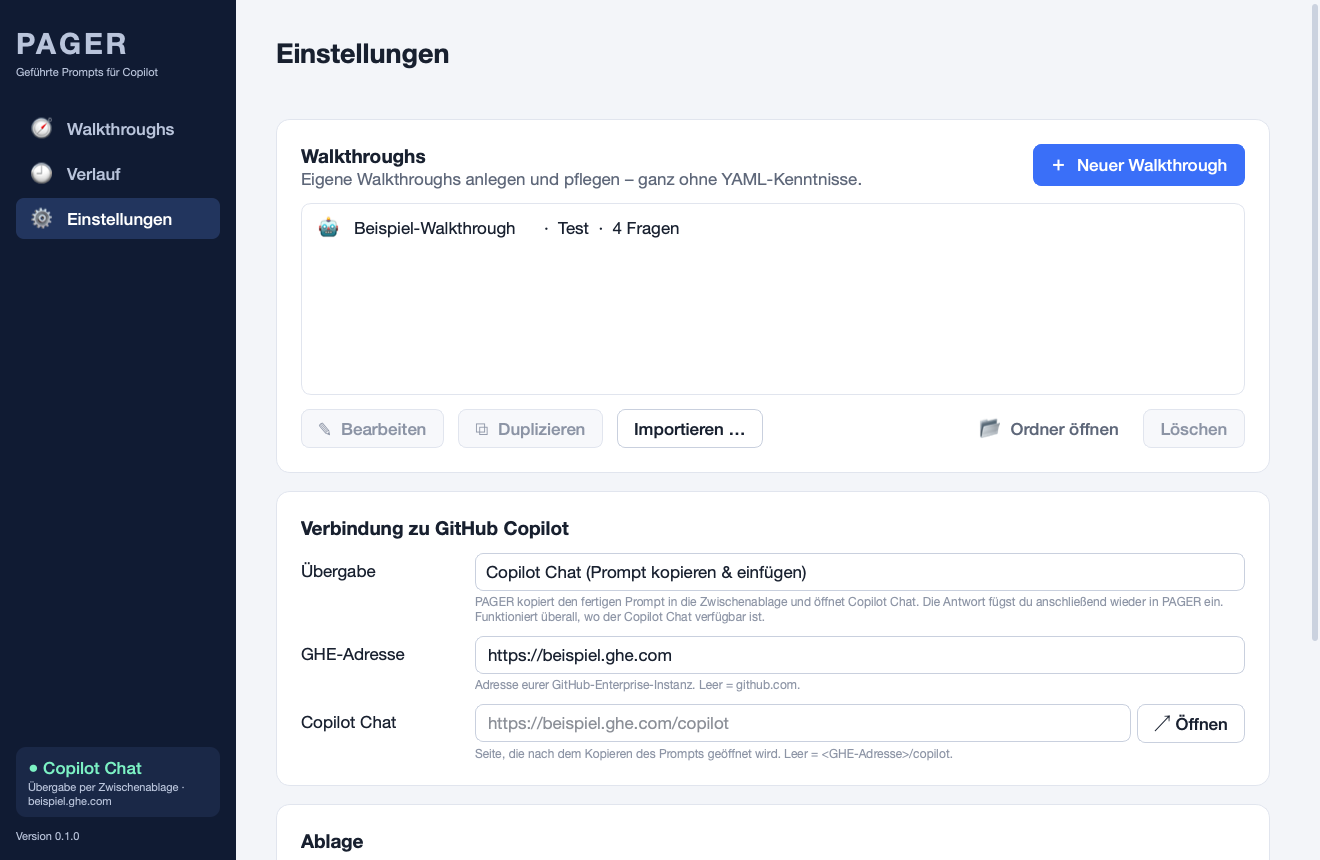 PAGER
Geführte Prompts für Copilot
Walkthroughs
Verlauf
Einstellungen
Copilot Chat
Übergabe per Zwischenablage ·
beispiel.ghe.com
Version 0.1.0
Einstellungen
Walkthroughs
Eigene Walkthroughs anlegen und pflegen – ganz ohne YAML-Kenntnisse.
+ Neuer Walkthrough
Beispiel-Walkthrough · Test · 4 Fragen
Bearbeiten
Duplizieren
Importieren …
Ordner öffnen
Löschen
Verbindung zu GitHub Copilot
Übergabe
Copilot Chat (Prompt kopieren & einfügen)
PAGER kopiert den fertigen Prompt in die Zwischenablage und öffnet Copilot Chat. Die Antwort fügst du anschließend wieder in PAGER ein.
Funktioniert überall, wo der Copilot Chat verfügbar ist.
GHE-Adresse
https://beispiel.ghe.com
Adresse eurer GitHub-Enterprise-Instanz. Leer = github.com.
Copilot Chat
https://beispiel.ghe.com/copilot
Öffnen
Seite, die nach dem Kopieren des Prompts geöffnet wird. Leer = <GHE-Adresse>/copilot.
Ablage